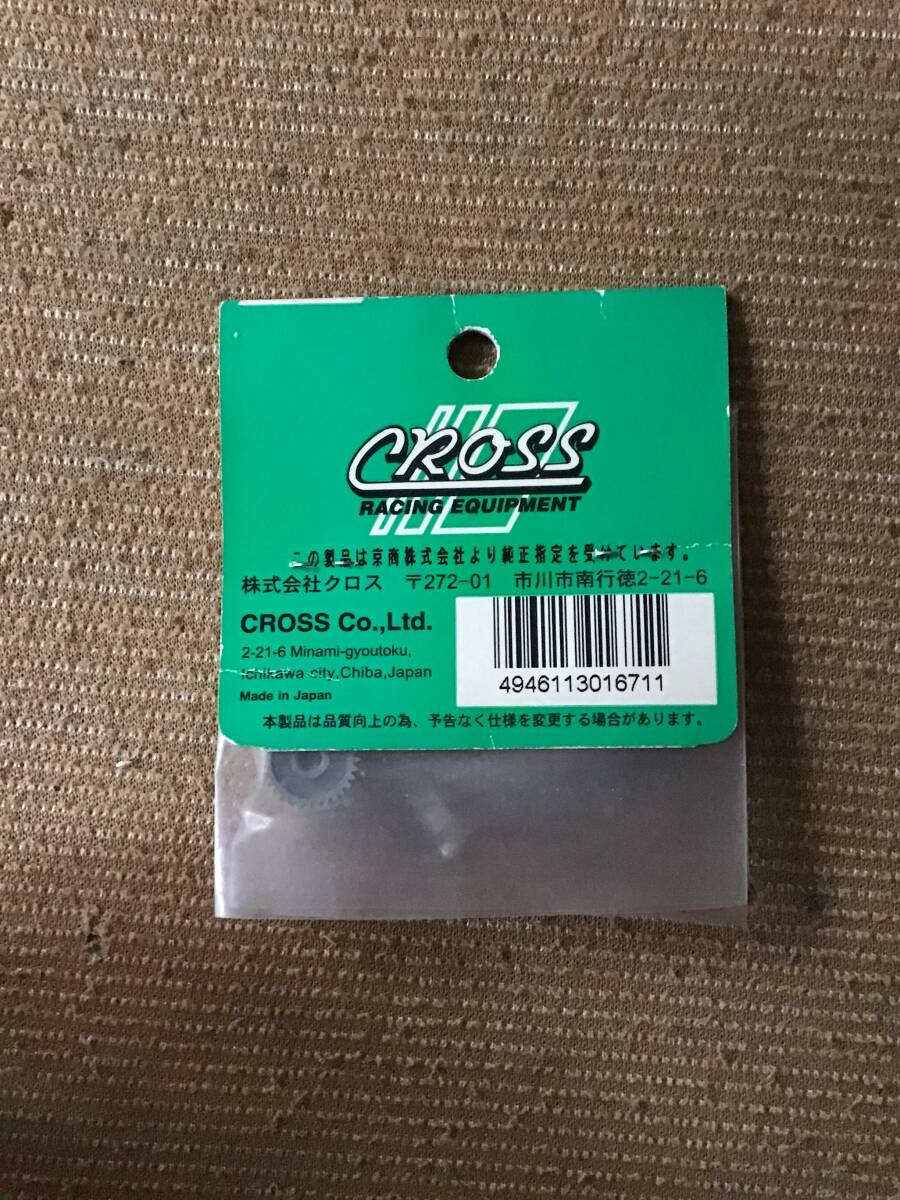 CROSS
RACING EQUIPMENT
この製品は京商株式会社より純正指定を受けています。
株式会社クロス 〒272-01 市川市南行徳2-21-6
CROSS Co.,Ltd.
2-21-6 Minami-gyoutoku,
Ichikawa-city,Chiba,Japan
Made in Japan
4946113016711
本製品は品質向上の為、予告なく仕様を変更する場合があります。